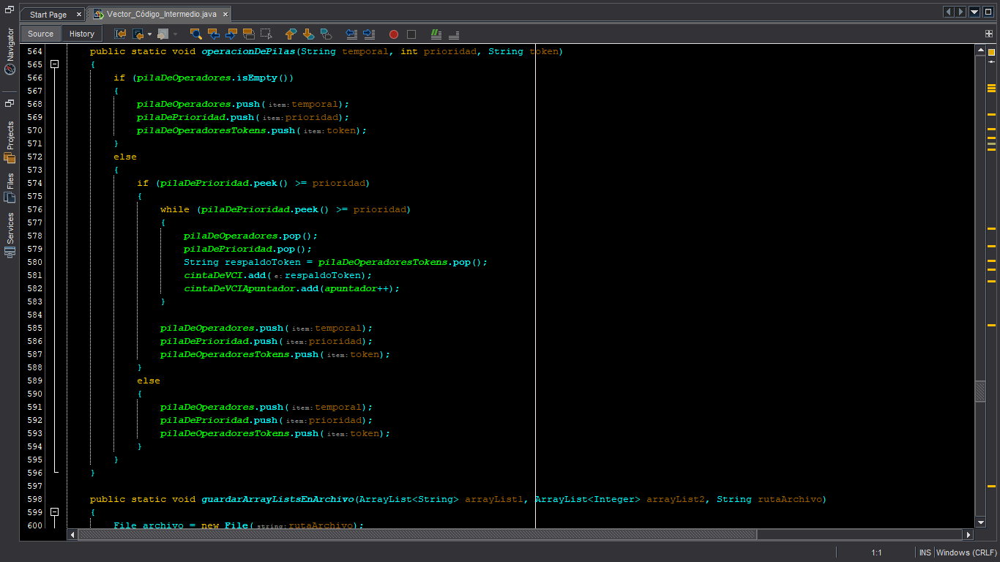 Start Page
Vector_Código_Intermedio.java
Source
History
Navigator
Projects
Files
Services
564 public static void operacionDePilas(String temporal, int prioridad, String token)
565 {
566 if (pilaDeOperadores.isEmpty())
567 {
568 pilaDeOperadores.push(item:temporal);
569 pilaDePrioridad.push(item:prioridad);
570 pilaDeOperadoresTokens.push(item:token);
571 }
572 else
573 {
574 if (pilaDePrioridad.peek() >= prioridad)
575 {
576 while (pilaDePrioridad.peek() >= prioridad)
577 {
578 pilaDeOperadores.pop();
579 pilaDePrioridad.pop();
580 String respaldoToken = pilaDeOperadoresTokens.pop();
581 cintaDeVCI.add(e:respaldoToken);
582 cintaDeVCIApuntador.add(apuntador++);
583 }
584
585 pilaDeOperadores.push(item:temporal);
586 pilaDePrioridad.push(item:prioridad);
587 pilaDeOperadoresTokens.push(item:token);
588 }
589 else
590 {
591 pilaDeOperadores.push(item:temporal);
592 pilaDePrioridad.push(item:prioridad);
593 pilaDeOperadoresTokens.push(item:token);
594 }
595 }
596 }
597
598 public static void guardarArrayListsEnArchivo(ArrayList<String> arrayList1, ArrayList<Integer> arrayList2, String rutaArchivo)
599 {
600 File archivo = new File(string:rutaArchivo);
1:1
INS
Windows (CRLF)